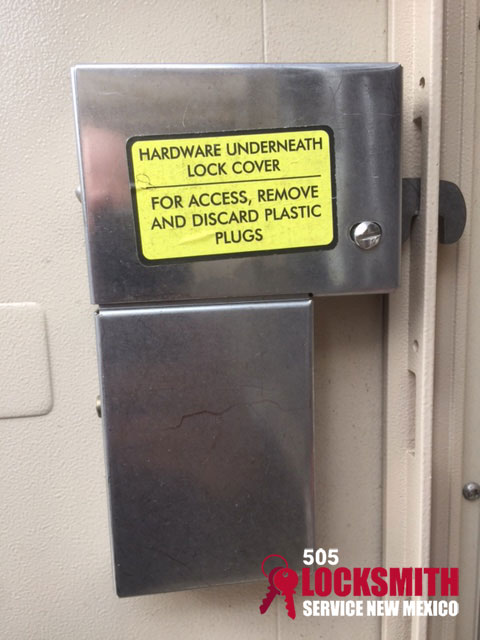 HARDWARE UNDERNEATH
LOCK COVER
FOR ACCESS, REMOVE
AND DISCARD PLASTIC
PLUGS
505
LOCKSMITH
SERVICE NEW MEXICO